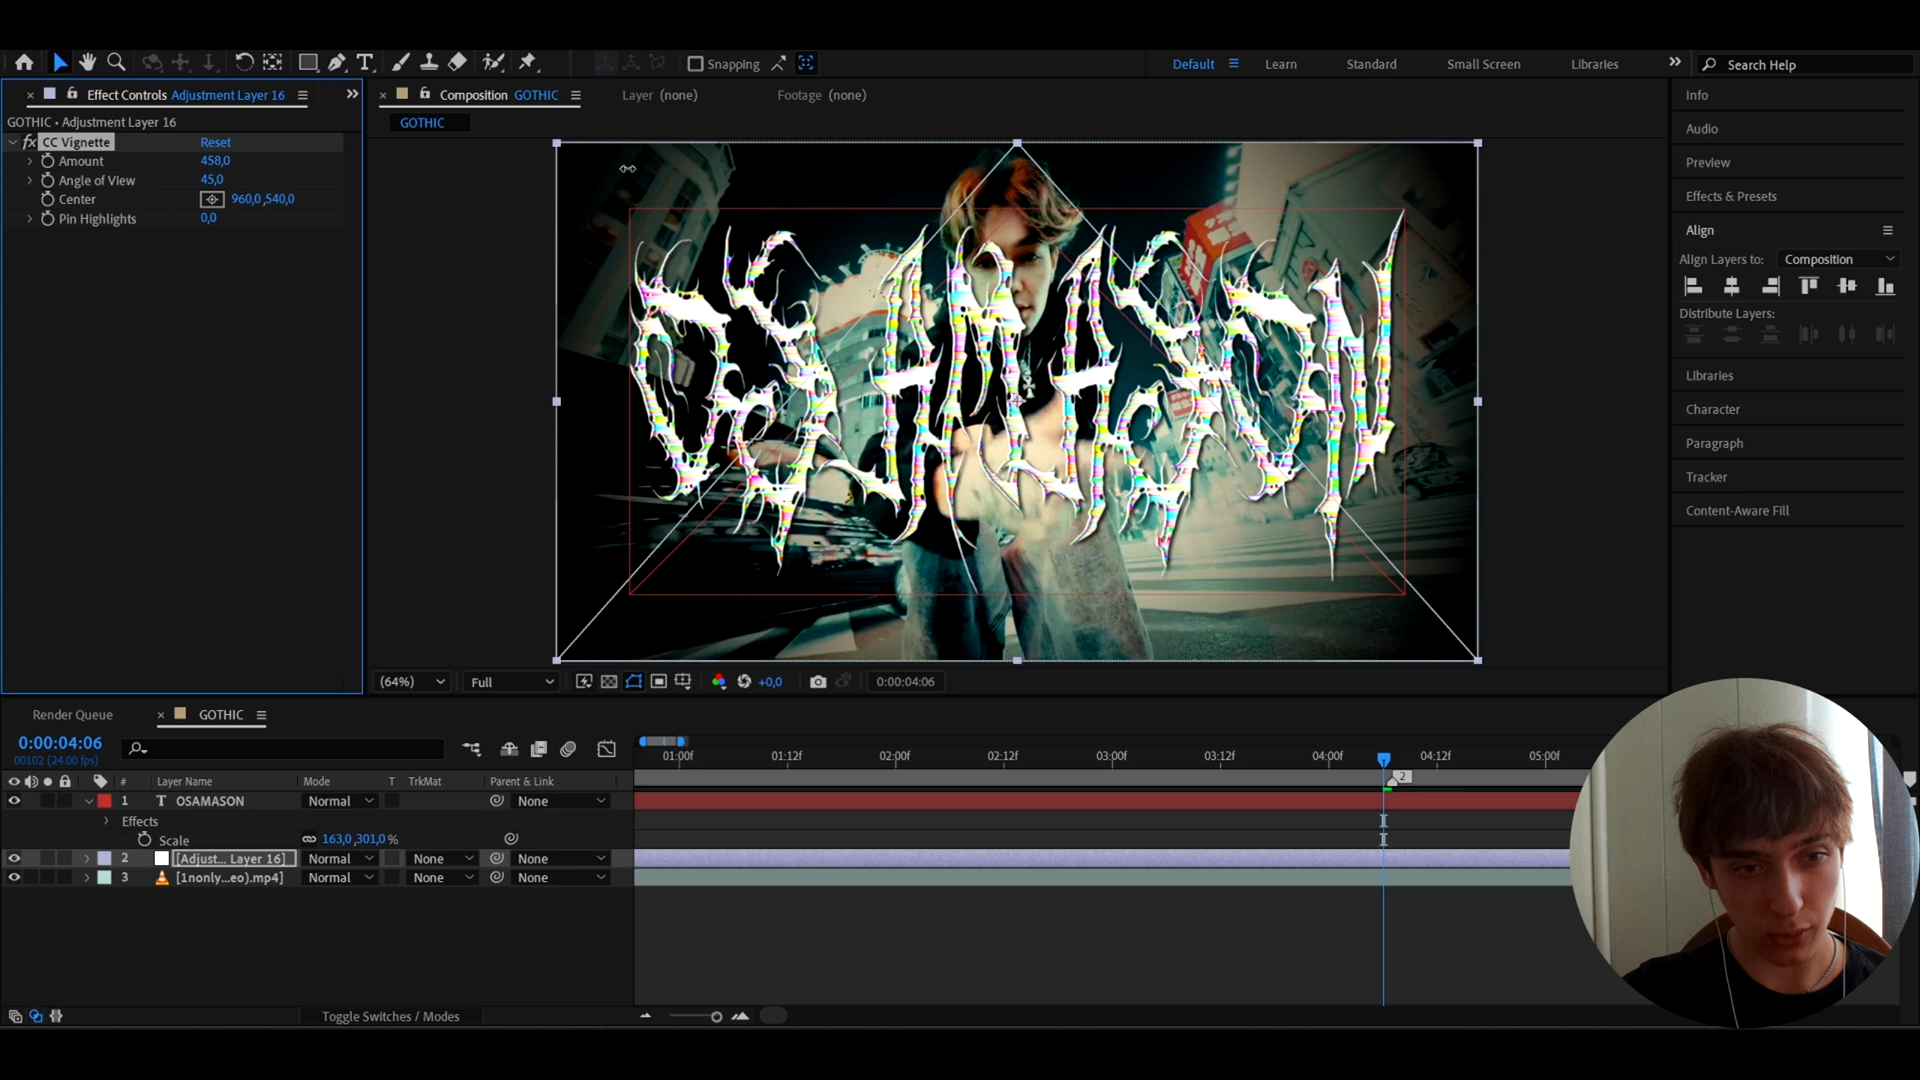 Snapping
Default
Learn
Standard
Small Screen
Libraries
Search Help
Effect Controls Adjustment Layer 16
GOTHIC • Adjustment Layer 16
fx CC Vignette Reset
Amount 458,0
Angle of View 45,0
Center 960,0 ,540,0
Pin Highlights 0,0
Composition GOTHIC
Layer (none)
Footage (none)
GOTHIC
OSAMASON
(64%)
Full
+0,0
0:00:04:06
Info
Audio
Preview
Effects & Presets
Align
Align Layers to: Composition
Distribute Layers:
Libraries
Character
Paragraph
Tracker
Content-Aware Fill
Render Queue
GOTHIC
0:00:04:06
00102 (24.00 fps)
01:00f 01:12f 02:00f 02:12f 03:00f 03:12f 04:00f 04:12f 05:00f
2
# Layer Name Mode T TrkMat Parent & Link
1 T OSAMASON Normal None
Effects
Scale 163,0 ,301,0 %
2 [Adjust... Layer 16] Normal None None
3 [1nonly...eo).mp4] Normal None None
Toggle Switches / Modes